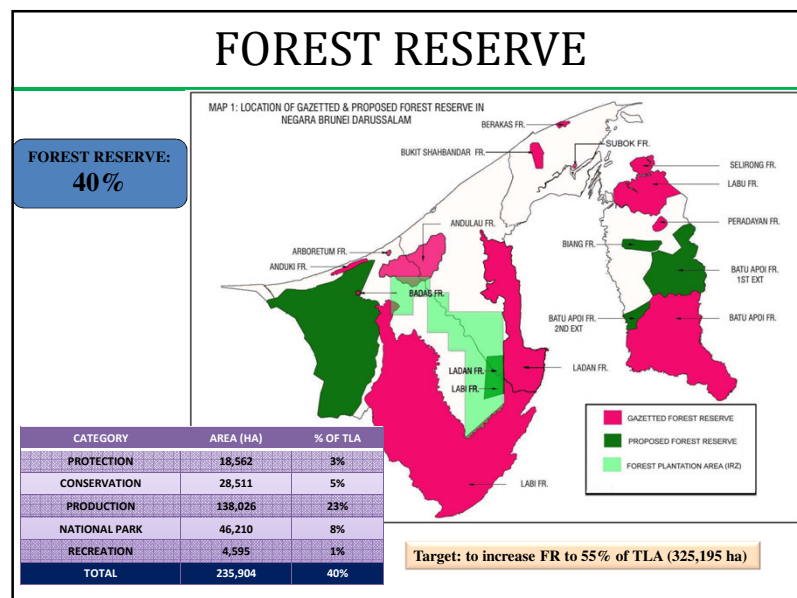 FOREST RESERVE
FOREST RESERVE:
40%
MAP 1: LOCATION OF GAZETTED & PROPOSED FOREST RESERVE IN
NEGARA BRUNEI DARUSSALAM
BERAKAS FR.
BUKIT SHAHBANDAR FR.
SUBOK FR.
SELIRONG FR.
LABU FR.
PERADAYAN FR.
ANDULAU FR.
ARBORETUM FR.
ANDUKI FR.
BIANG FR.
BADAS FR.
BATU APOI FR.
1ST EXT
BATU APOI FR.
2ND EXT
BATU APOI FR.
LADAN FR.
LABI FR.
LADAN FR.
LABI FR.
GAZETTED FOREST RESERVE
PROPOSED FOREST RESERVE
FOREST PLANTATION AREA (IRZ)
CATEGORY AREA (HA) % OF TLA
PROTECTION 18,562 3%
CONSERVATION 28,511 5%
PRODUCTION 138,026 23%
NATIONAL PARK 46,210 8%
RECREATION 4,595 1%
TOTAL 235,904 40%
Target: to increase FR to 55% of TLA (325,195 ha)